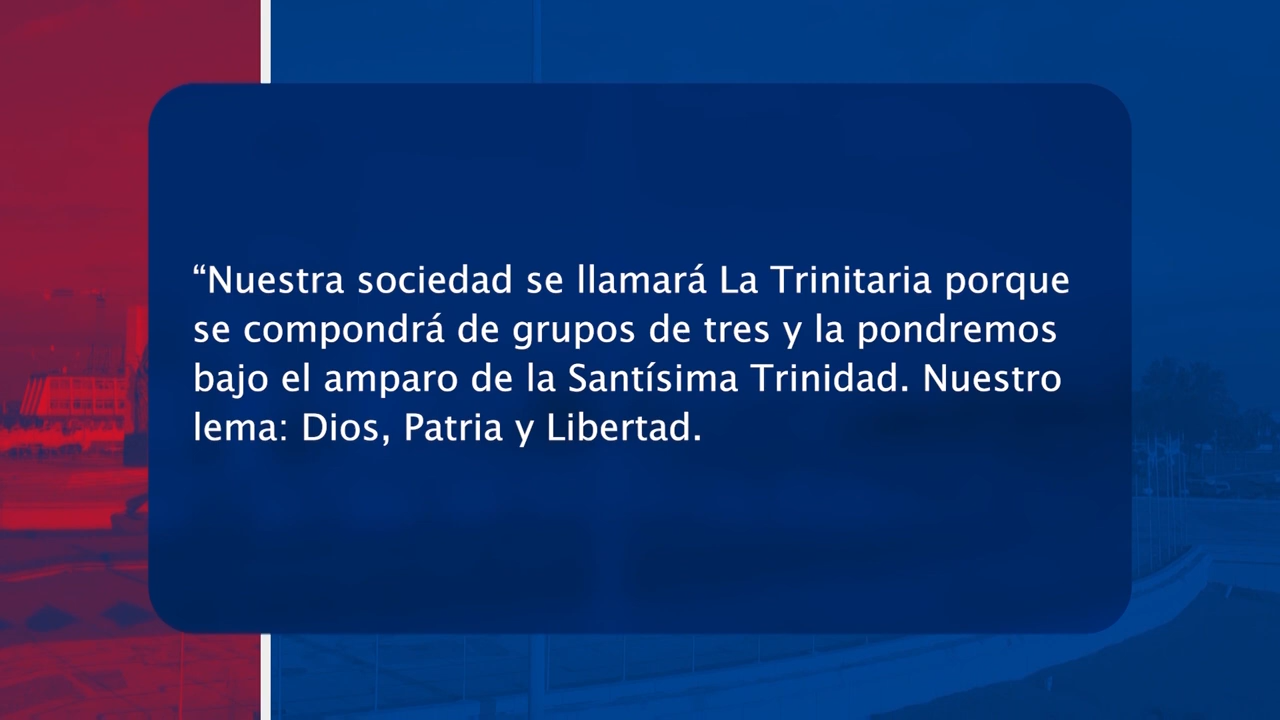 “Nuestra sociedad se llamará La Trinitaria porque
se compondrá de grupos de tres y la pondremos
bajo el amparo de la Santísima Trinidad. Nuestro
lema: Dios, Patria y Libertad.